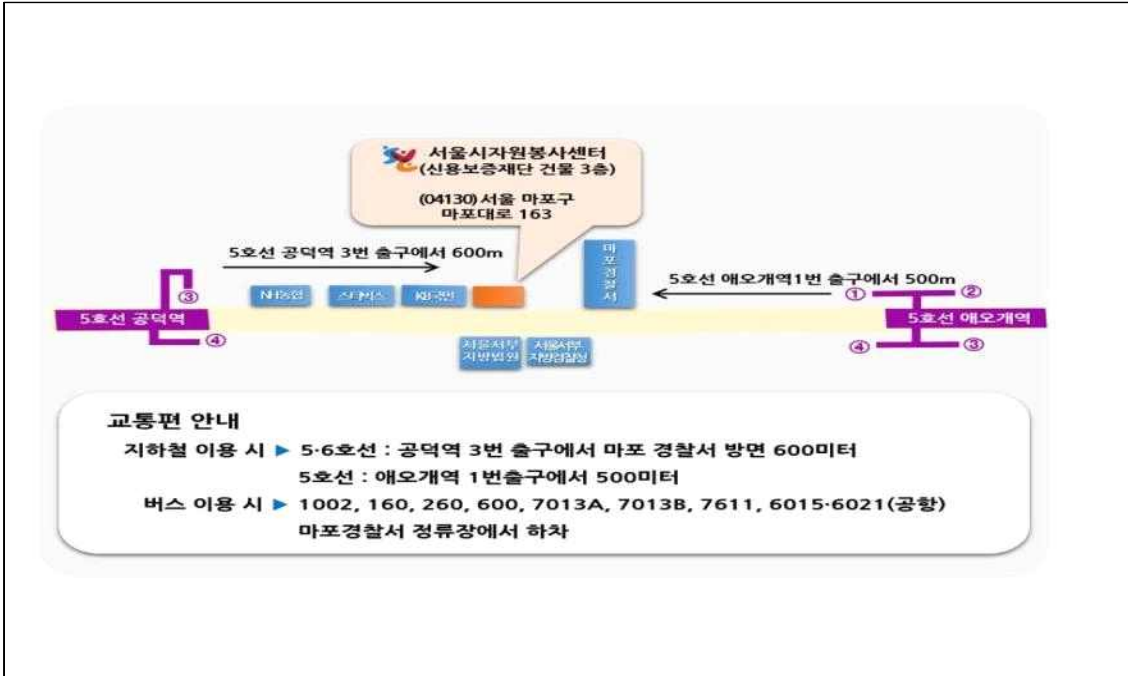 서울시자원봉사센터
(신용보증재단 건물 3층)
(04130)서울 마포구
마포대로 163
5호선 공덕역 3번 출구에서 600m
마포경찰서
5호선 애오개역1번 출구에서 500m
③
NH농협
스타벅스
KB국민
①
②
5호선 공덕역
5호선 애오개역
④
서울서부
지방법원
서울서부
지방검찰청
④
③
교통편 안내
지하철 이용 시 ▶ 5·6호선 : 공덕역 3번 출구에서 마포 경찰서 방면 600미터
5호선 : 애오개역 1번출구에서 500미터
버스 이용 시 ▶ 1002, 160, 260, 600, 7013A, 7013B, 7611, 6015·6021(공항)
마포경찰서 정류장에서 하차